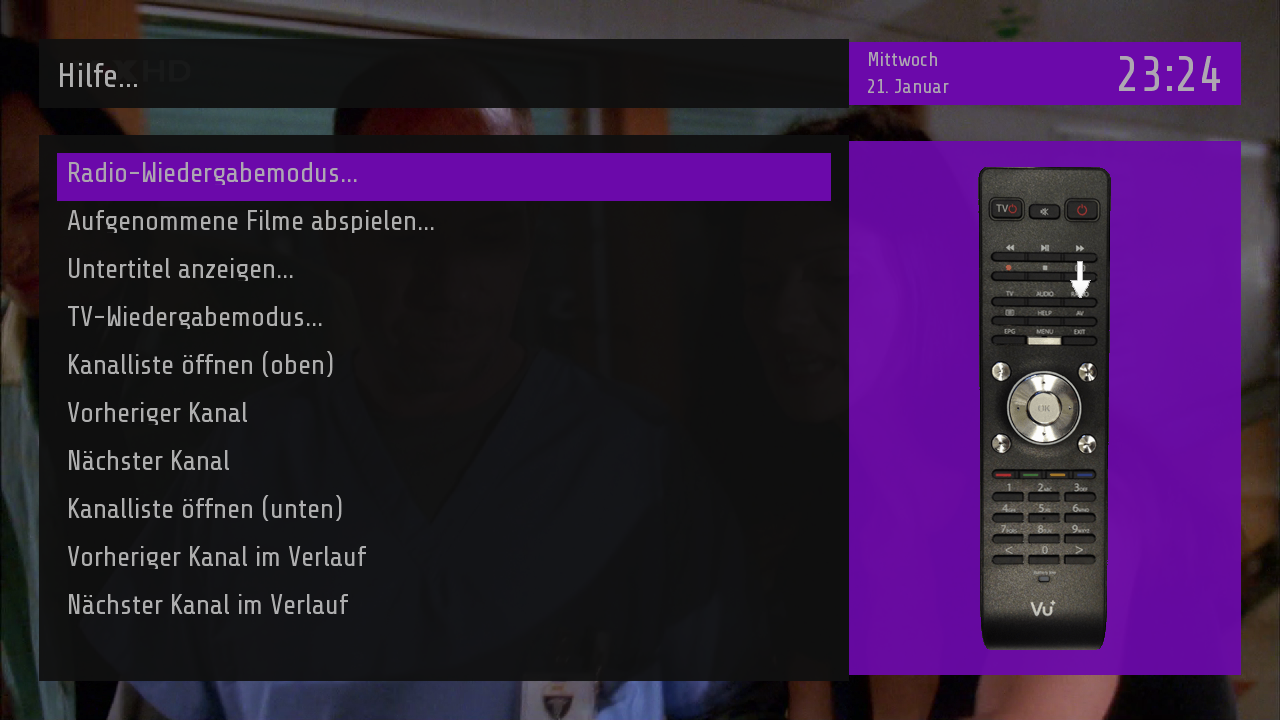 Hilfe...
HD
Mittwoch
21. Januar
23:24
Radio-Wiedergabemodus...
Aufgenommene Filme abspielen...
Untertitel anzeigen...
TV-Wiedergabemodus...
Kanalliste öffnen (oben)
Vorheriger Kanal
Nächster Kanal
Kanalliste öffnen (unten)
Vorheriger Kanal im Verlauf
Nächster Kanal im Verlauf
TV
TV AUDIO
HELP AV
EPG MENU EXIT
OK
1 2 3
4 5 6
7 8 9
< 0 >
Vu+